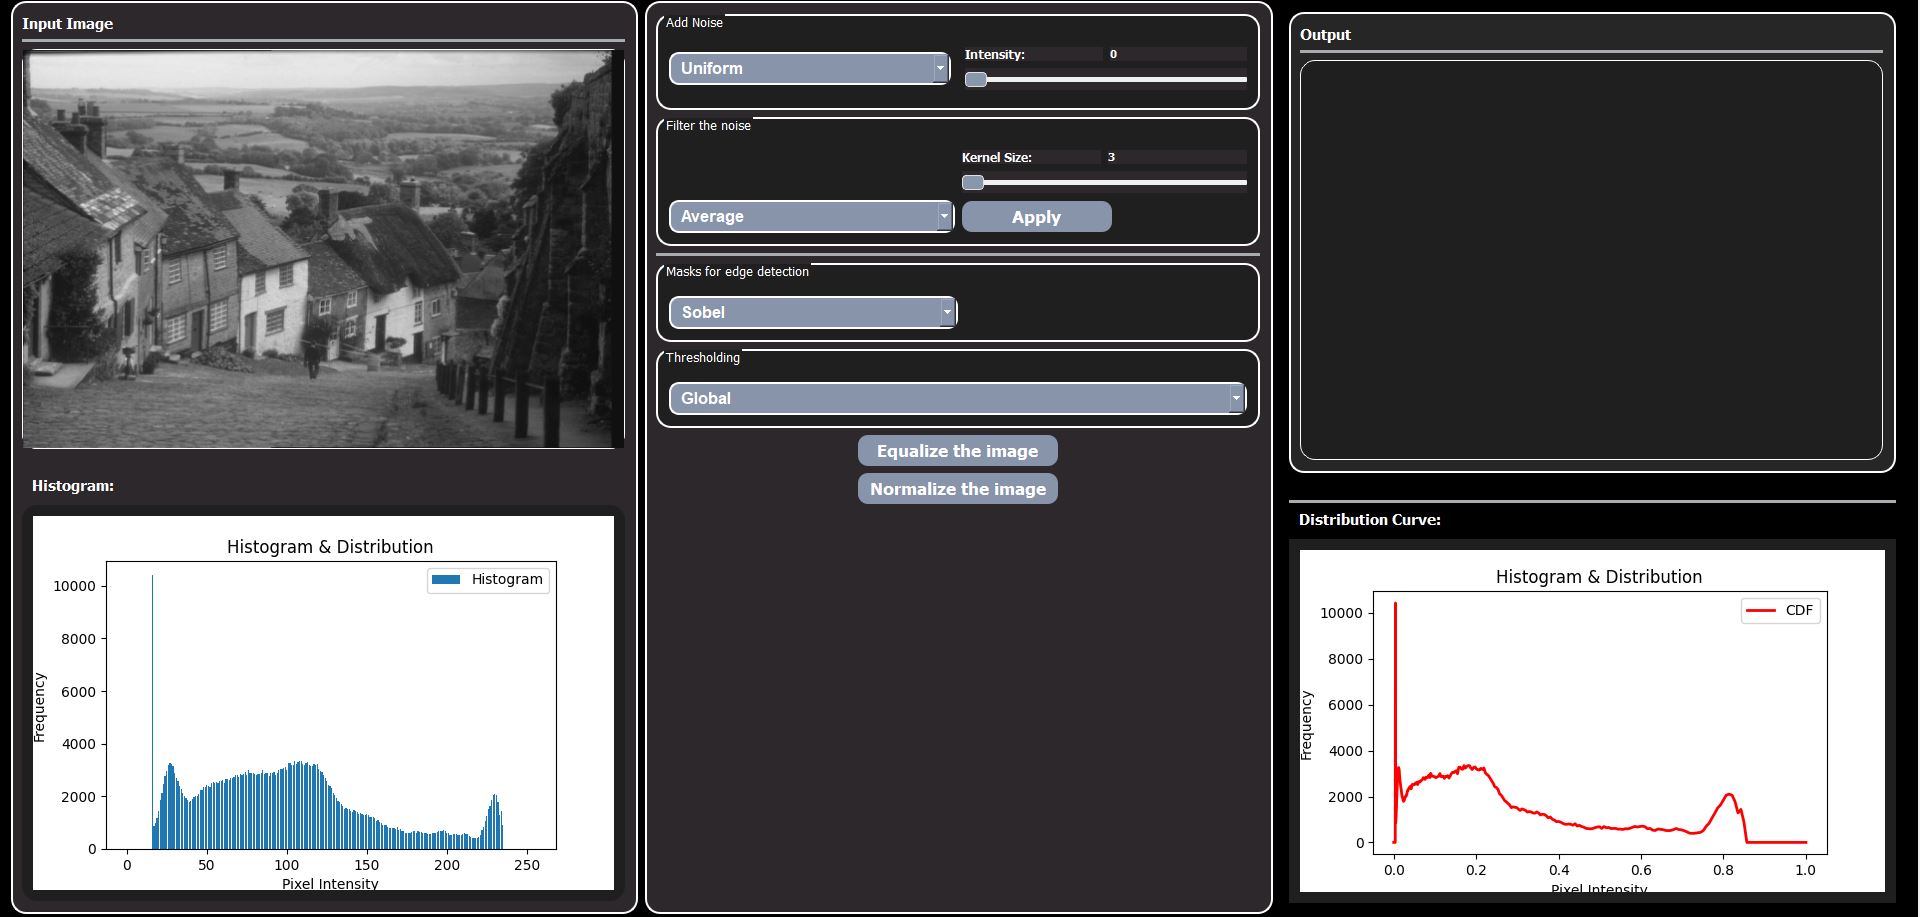 Input Image
Histogram:
Histogram & Distribution
Histogram
10000
8000
6000
4000
2000
0
Frequency
0 50 100 150 200 250
Pixel Intensity
Add Noise
Uniform
Intensity: 0
Filter the noise
Kernel Size: 3
Average
Apply
Masks for edge detection
Sobel
Thresholding
Global
Equalize the image
Normalize the image
Output
Distribution Curve:
Histogram & Distribution
CDF
10000
8000
6000
4000
2000
0
Frequency
0.0 0.2 0.4 0.6 0.8 1.0
Pixel Intensity